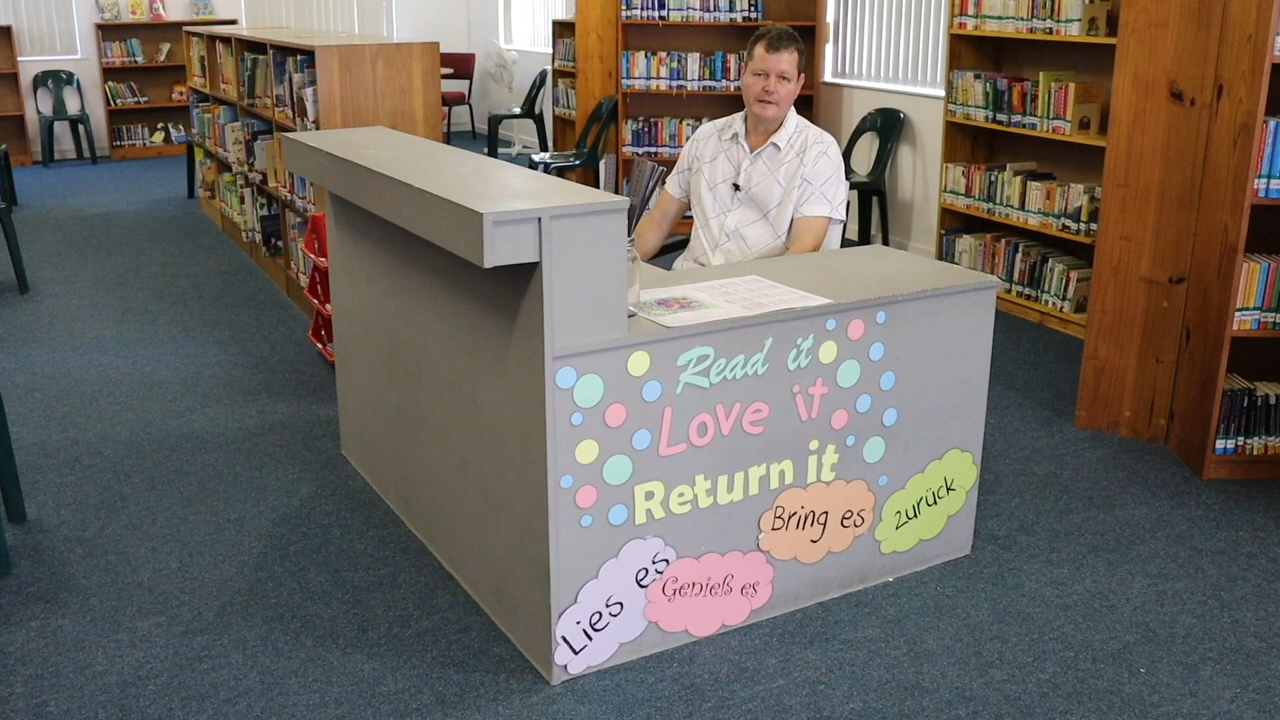 Read it
Love it
Return it
Bring es
zurück
Lies es
Genieß es